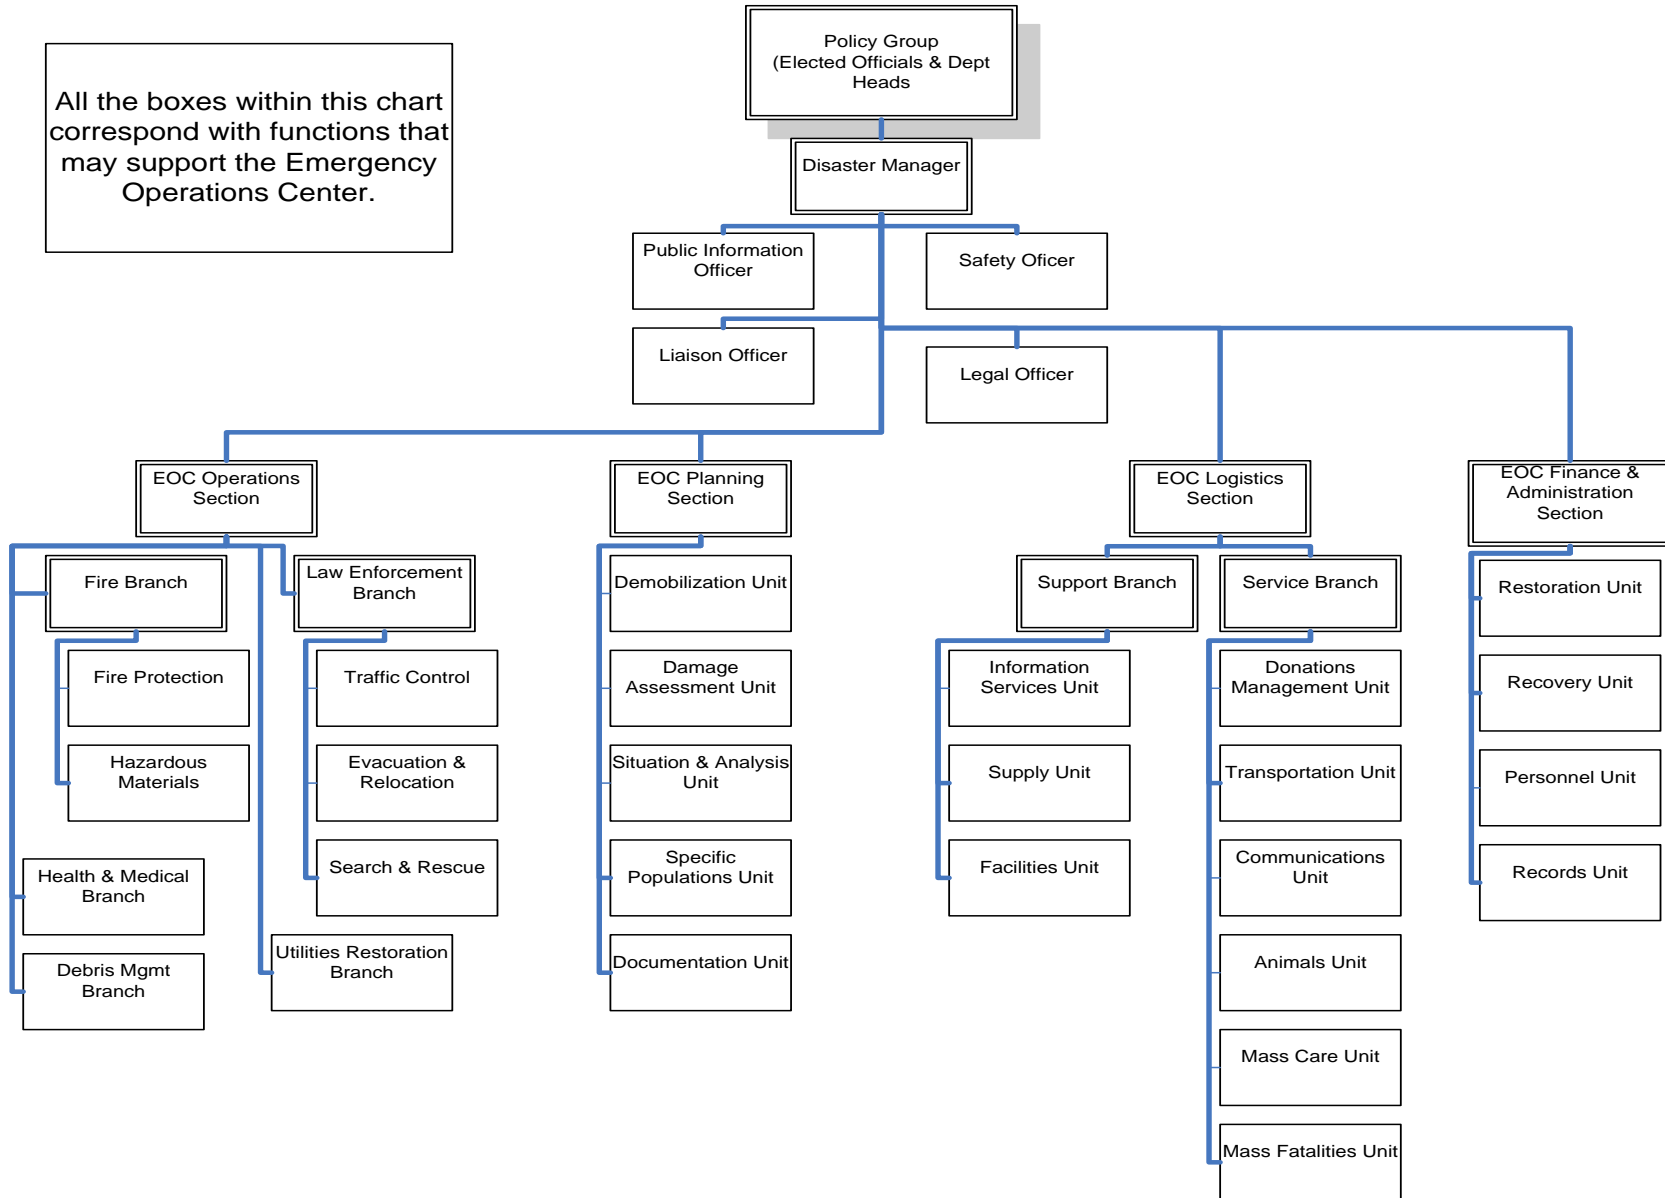 Policy Group
(Elected Officials & Dept
Heads
All the boxes within this chart
correspond with functions that
may support the Emergency
Operations Center.
Disaster Manager
Public Information
Officer
Safety Oficer
Liaison Officer
Legal Officer
EOC Operations
Section
EOC Planning
Section
EOC Logistics
Section
EOC Finance &
Administration
Section
Fire Branch
Law Enforcement
Branch
Fire Protection
Hazardous
Materials
Traffic Control
Evacuation &
Relocation
Search & Rescue
Health & Medical
Branch
Debris Mgmt
Branch
Utilities Restoration
Branch
Demobilization Unit
Damage
Assessment Unit
Situation & Analysis
Unit
Specific
Populations Unit
Documentation Unit
Support Branch
Service Branch
Information
Services Unit
Supply Unit
Facilities Unit
Donations
Management Unit
Transportation Unit
Communications
Unit
Animals Unit
Mass Care Unit
Mass Fatalities Unit
Restoration Unit
Recovery Unit
Personnel Unit
Records Unit